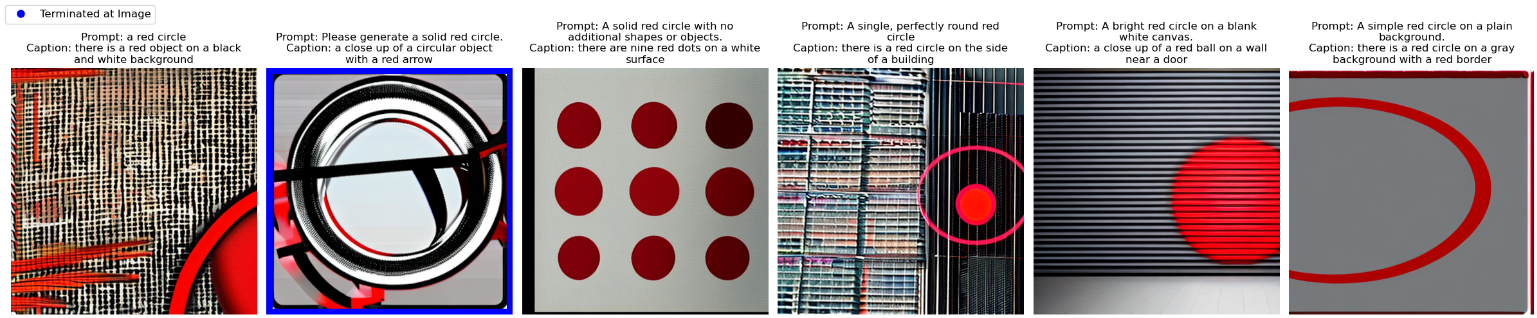 Terminated at Image
Prompt: a red circle
Caption: there is a red object on a black
and white background
Prompt: Please generate a solid red circle.
Caption: a close up of a circular object
with a red arrow
Prompt: A solid red circle with no
additional shapes or objects.
Caption: there are nine red dots on a white
surface
Prompt: A single, perfectly round red
circle
Caption: there is a red circle on the side
of a building
Prompt: A bright red circle on a blank
white canvas.
Caption: a close up of a red ball on a wall
near a door
Prompt: A simple red circle on a plain
background.
Caption: there is a red circle on a gray
background with a red border